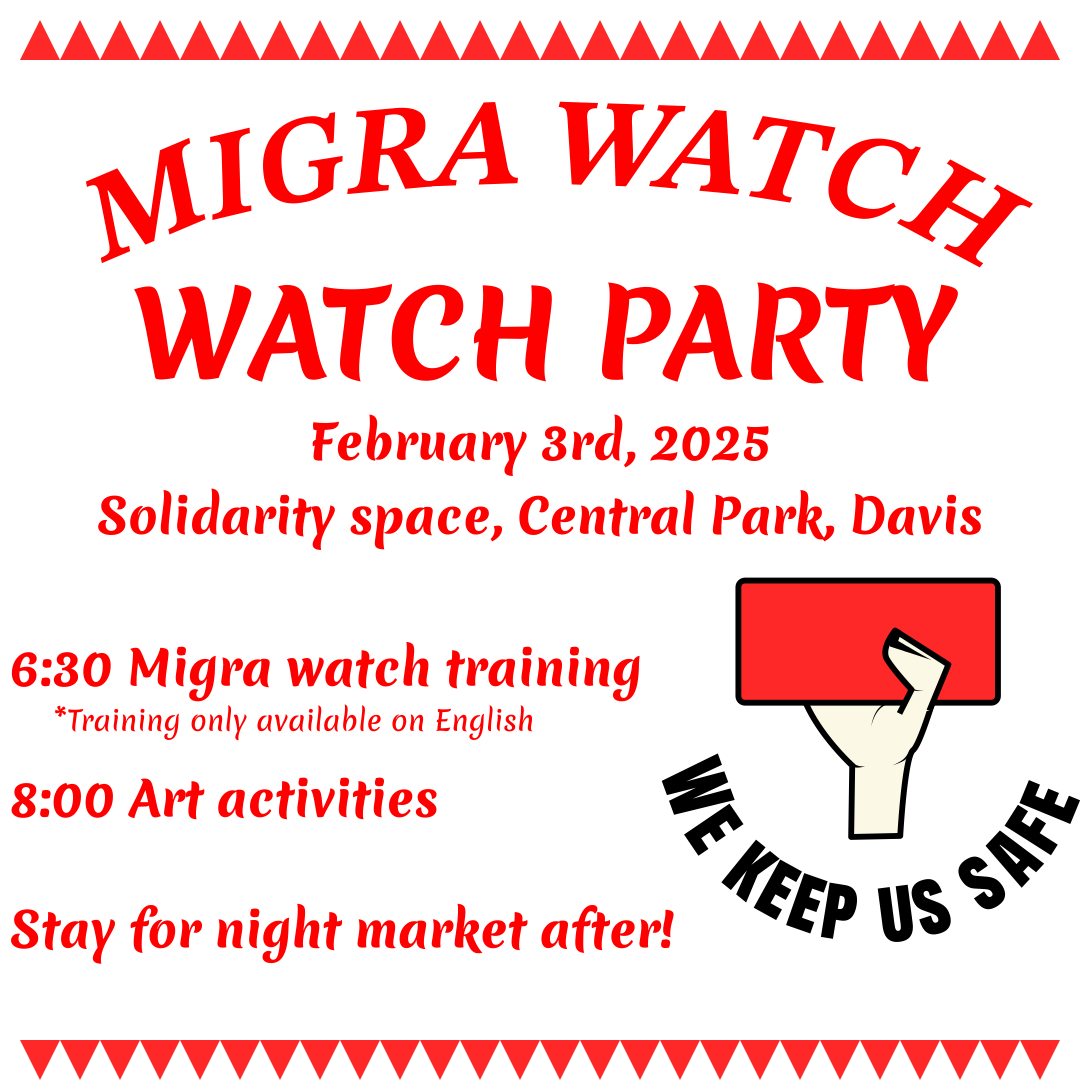 MIGRA WATCH
WATCH PARTY
February 3rd, 2025
Solidarity space, Central Park, Davis
6:30 Migra watch training
*Training only available on English
8:00 Art activities
Stay for night market after!
WE KEEP US SAFE